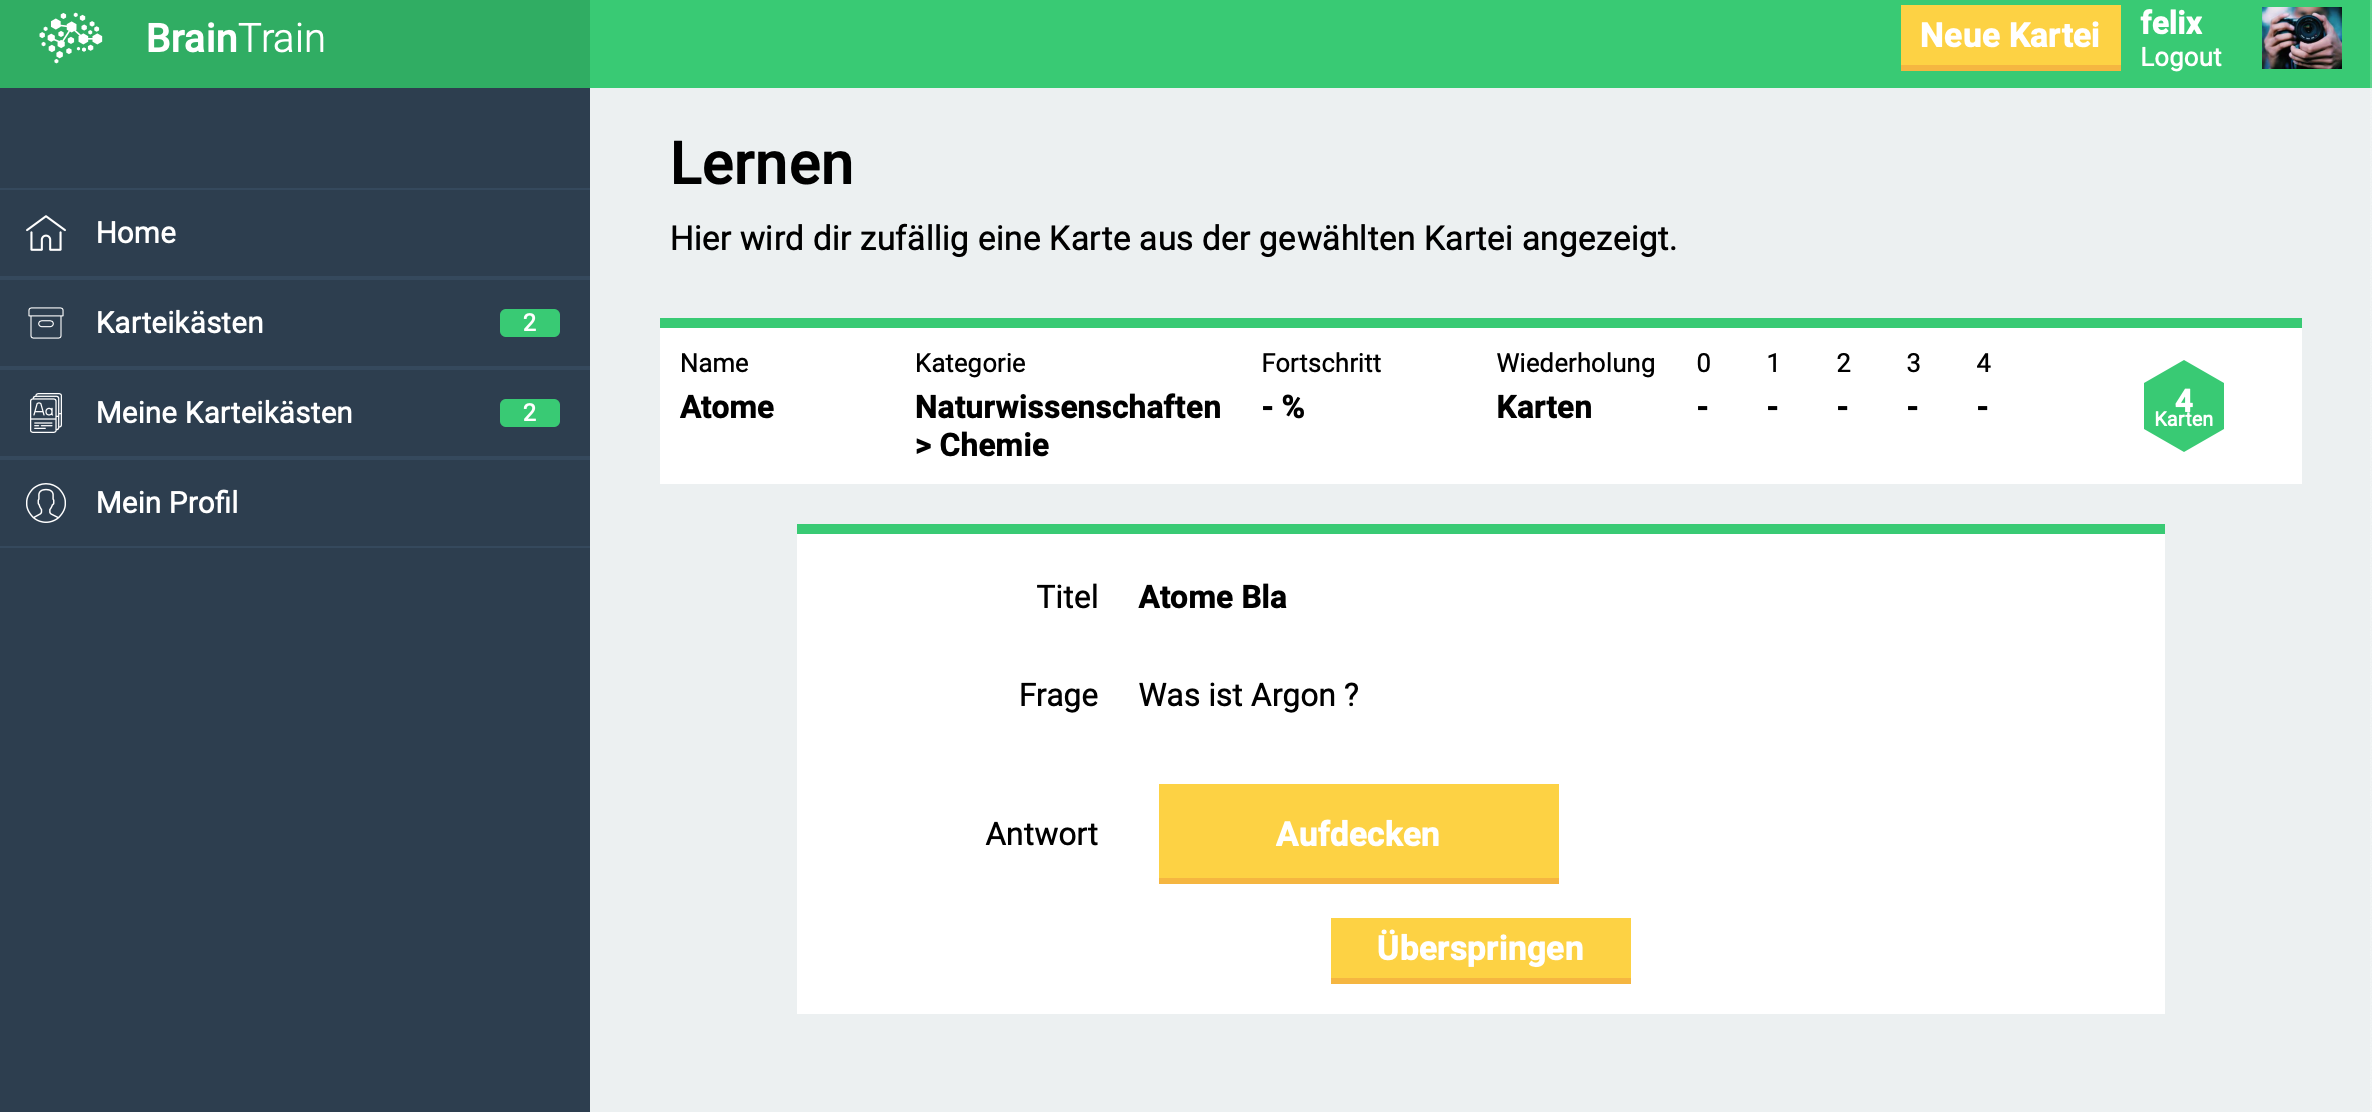 BrainTrain
Neue Kartei
felix
Logout
Home
Karteikästen 2
Meine Karteikästen 2
Mein Profil
Lernen
Hier wird dir zufällig eine Karte aus der gewählten Kartei angezeigt.
Name Kategorie Fortschritt Wiederholung 0 1 2 3 4
Atome Naturwissenschaften - % Karten - - - - -
> Chemie
4
Karten
Titel Atome Bla
Frage Was ist Argon ?
Antwort Aufdecken
Überspringen